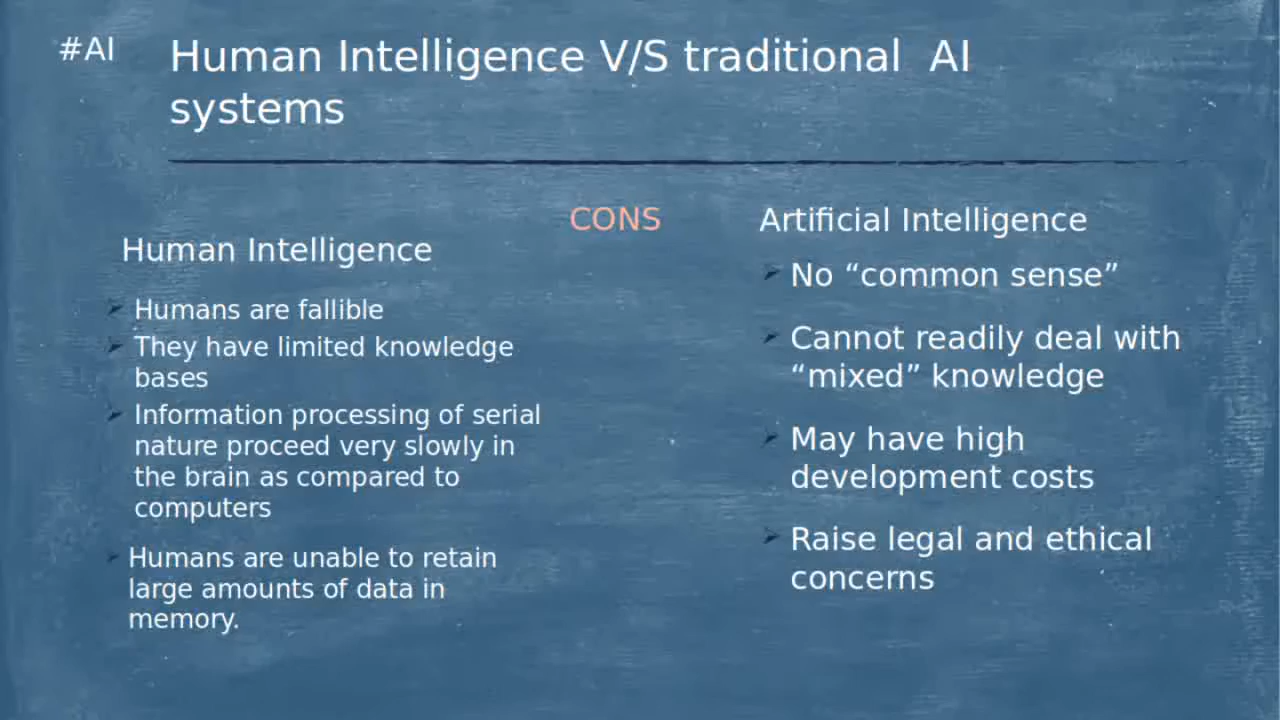 #AI
Human Intelligence V/S traditional  AI
systems
CONS
Human Intelligence
Humans are fallible
They have limited knowledge
bases
Information processing of serial
nature proceed very slowly in
the brain as compared to
computers
Humans are unable to retain
large amounts of data in
memory.
Artificial Intelligence
No “common sense”
Cannot readily deal with
“mixed” knowledge
May have high
development costs
Raise legal and ethical
concerns